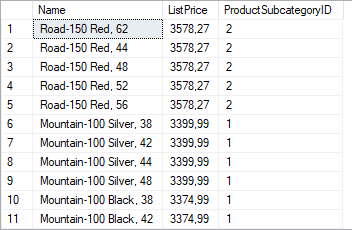 Name ListPrice ProductSubcategoryID
1 Road-150 Red, 62 3578,27 2
2 Road-150 Red, 44 3578,27 2
3 Road-150 Red, 48 3578,27 2
4 Road-150 Red, 52 3578,27 2
5 Road-150 Red, 56 3578,27 2
6 Mountain-100 Silver, 38 3399,99 1
7 Mountain-100 Silver, 42 3399,99 1
8 Mountain-100 Silver, 44 3399,99 1
9 Mountain-100 Silver, 48 3399,99 1
10 Mountain-100 Black, 38 3374,99 1
11 Mountain-100 Black, 42 3374,99 1